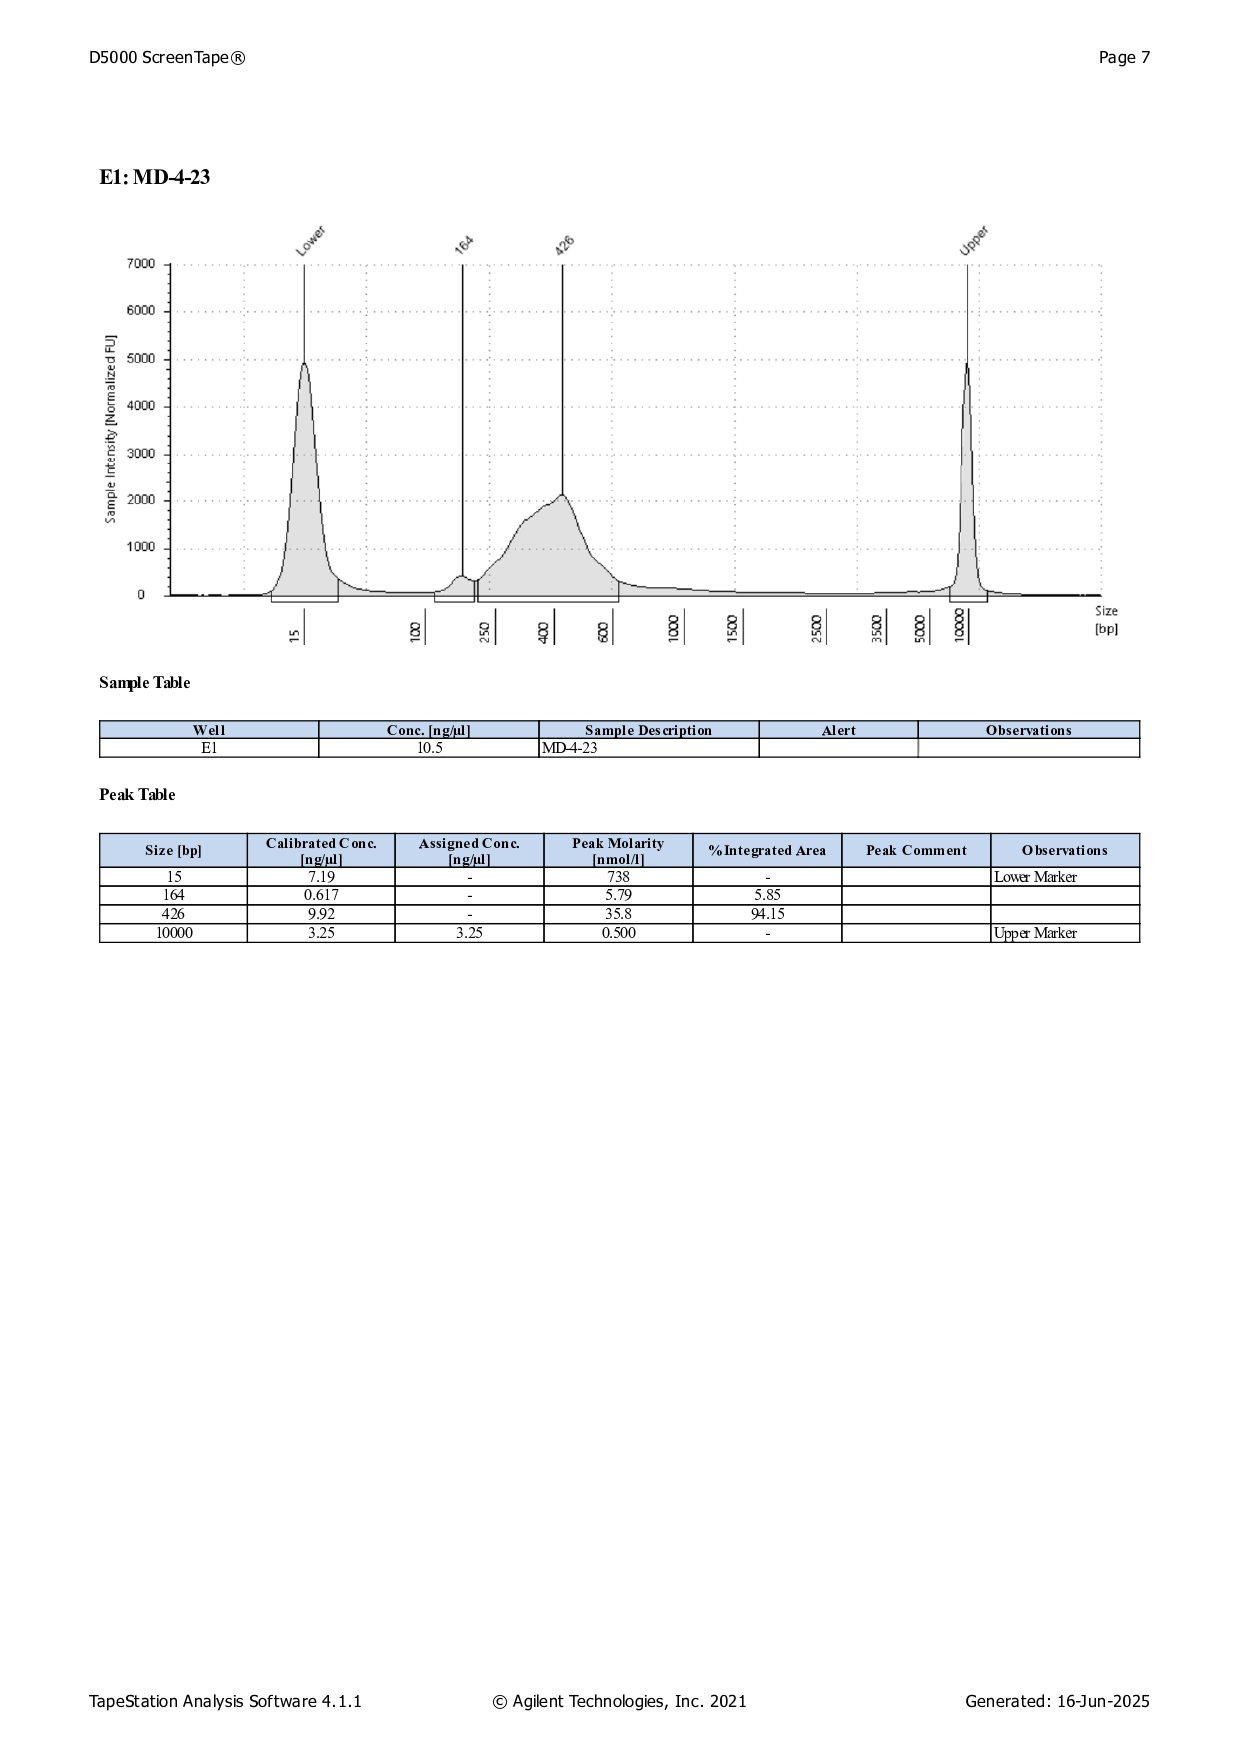 D5000 ScreenTape® Page 7
E1: MD-4-23
Lower 164 426 Upper
7000
6000
5000
4000
3000
2000
1000
0
Sample Intensity [Normalized FU]
15 100 250 400 600 1000 1500 2500 3500 5000 10000
Size
[bp]
Sample Table
Well Conc. [ng/µl] Sample Description Alert Observations
E1 10.5 MD-4-23
Peak Table
Size [bp] Calibrated Conc. [ng/µl] Assigned Conc. [ng/µl] Peak Molarity [nmol/l] % Integrated Area Peak Comment Observations
15 7.19 - 738 - Lower Marker
164 0.617 - 5.79 5.85
426 9.92 - 35.8 94.15
10000 3.25 3.25 0.500 - Upper Marker
TapeStation Analysis Software 4.1.1 © Agilent Technologies, Inc. 2021 Generated: 16-Jun-2025